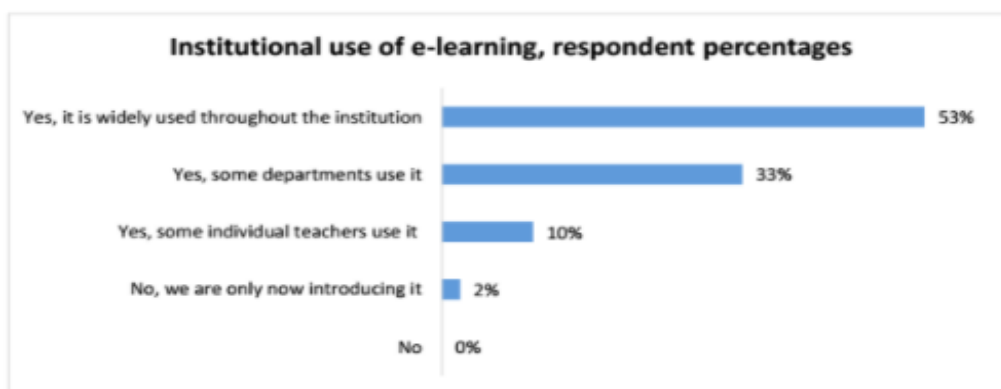 Institutional use of e-learning, respondent percentages
Yes, it is widely used throughout the institution 53%
Yes, some departments use it 33%
Yes, some individual teachers use it 10%
No, we are only now introducing it 2%
No 0%